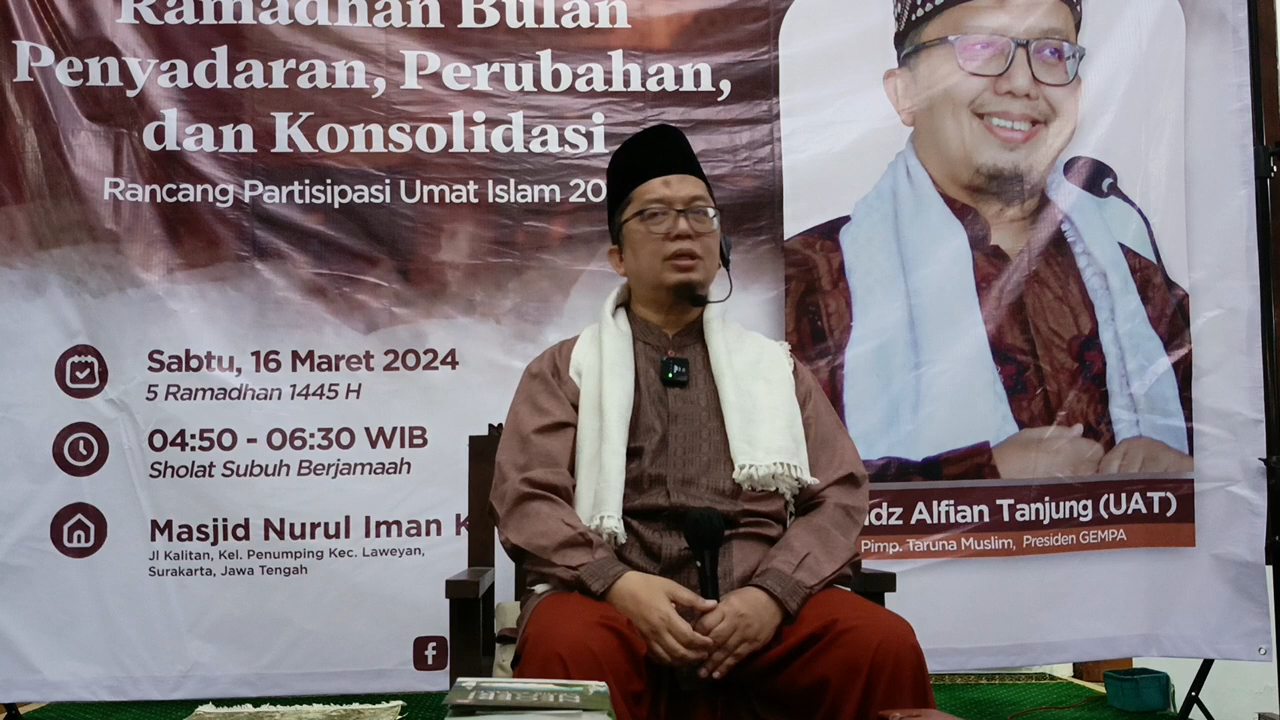 Ramadhan Bulan
Penyadaran, Perubahan,
dan Konsolidasi
Rancang Partisipasi Umat Islam 20
Sabtu, 16 Maret 2024
5 Ramadhan 1445 H
04:50 - 06:30 WIB
Sholat Subuh Berjamaah
Masjid Nurul Iman K
Jl Kalitan, Kel. Penumping Kec. Laweyan,
Surakarta, Jawa Tengah
f
dz Alfian Tanjung (UAT)
Pimp. Taruna Muslim, Presiden GEMPA